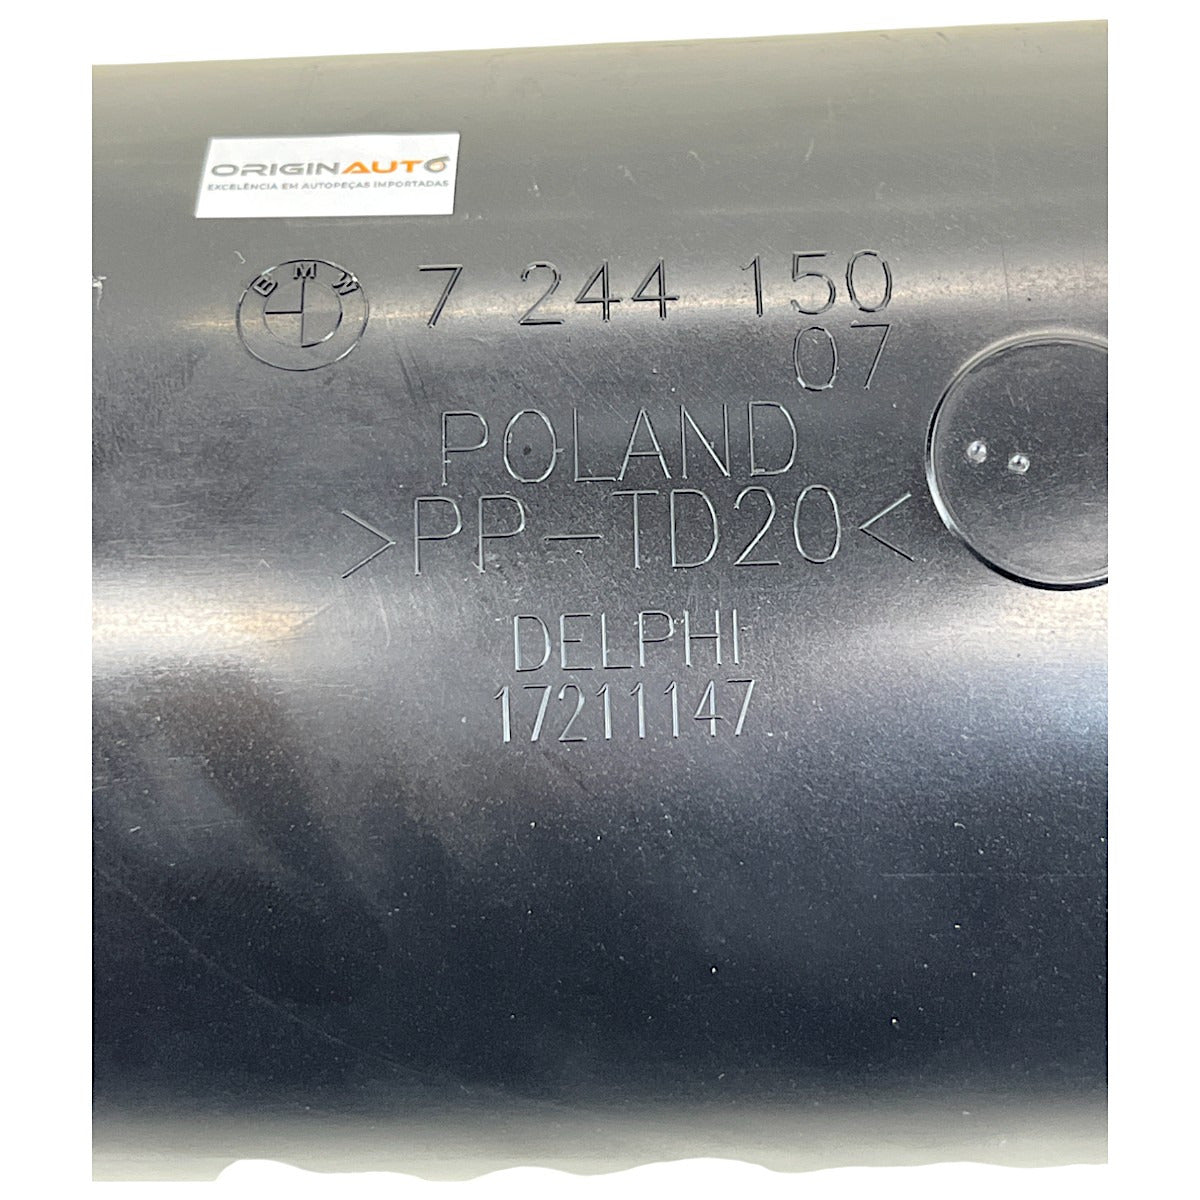 ORIGINAUTO
EXCELÊNCIA EM AUTOPEÇAS IMPORTADAS
BMW 7 244 150
07
POLAND
>PP-TD20<
DELPHI
17211147